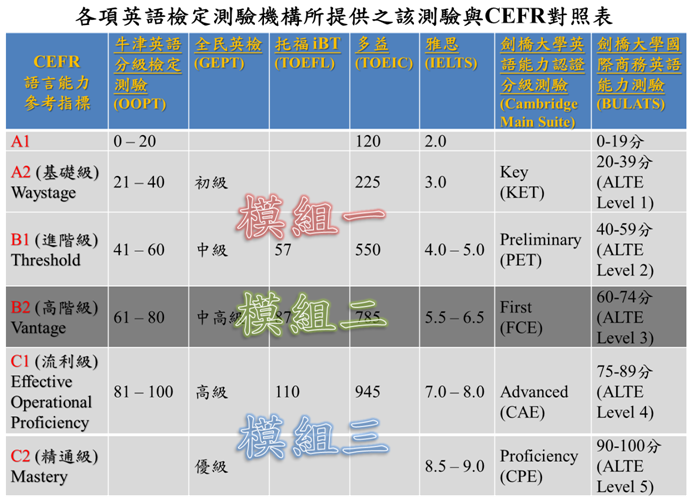 各項英語檢定測驗機構所提供之該測驗與CEFR對照表
CEFR
語言能力
參考指標
牛津英語
分級檢定
測驗
(OOPT)
全民英檢
(GEPT)
托福 iBT
(TOEFL)
多益
(TOEIC)
雅思
(IELTS)
劍橋大學英
語能力認證
分級測驗
(Cambridge
Main Suite)
劍橋大學國
際商務英語
能力測驗
(BULATS)
A1
0 – 20
120
2.0
0-19分
A2 (基礎級)
Waystage
21 – 40
初級
225
3.0
Key
(KET)
20-39分
(ALTE
Level 1)
模組一
B1 (進階級)
Threshold
41 – 60
中級
57
550
4.0 – 5.0
Preliminary
(PET)
40-59分
(ALTE
Level 2)
B2 (高階級)
Vantage
61 – 80
中高級
87
785
5.5 – 6.5
First
(FCE)
60-74分
(ALTE
Level 3)
模組二
C1 (流利級)
Effective
Operational
Proficiency
81 – 100
高級
110
945
7.0 – 8.0
Advanced
(CAE)
75-89分
(ALTE
Level 4)
模組三
C2 (精通級)
Mastery
優級
8.5 – 9.0
Proficiency
(CPE)
90-100分
(ALTE
Level 5)